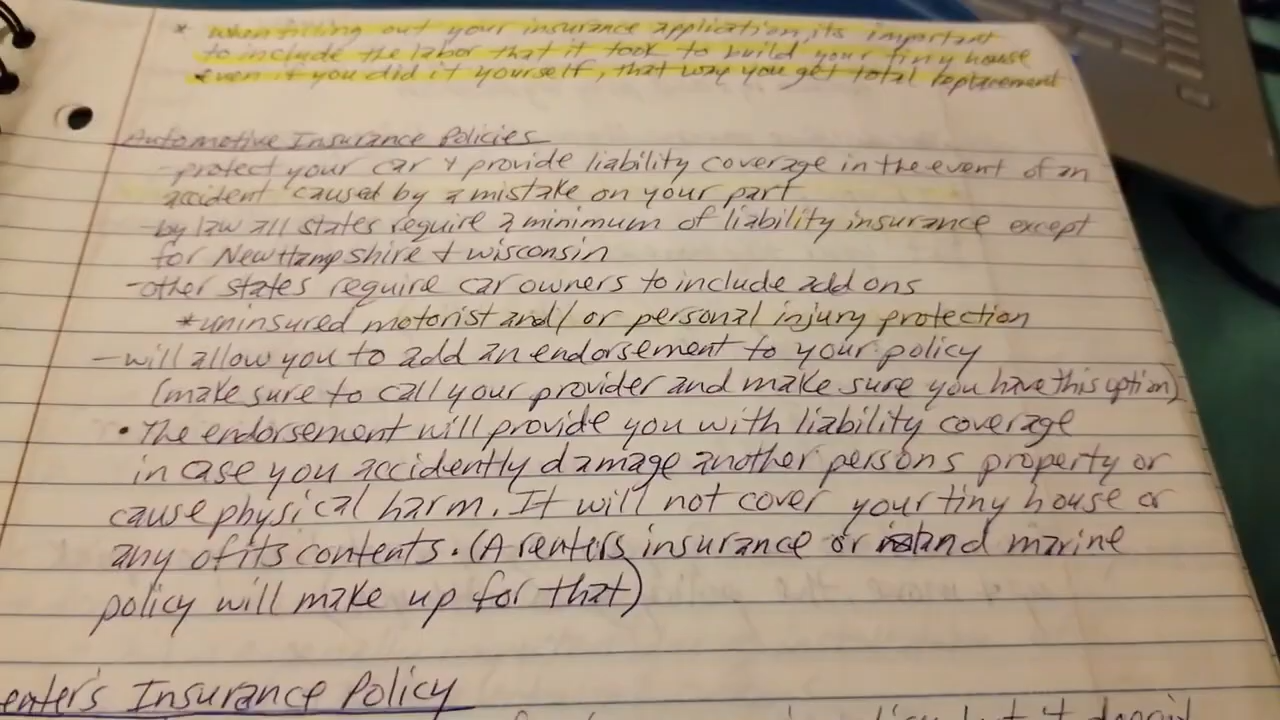 * when filling out your insurance application, its important
to include the labor that it took to build your tiny house
*even if you did it yourself, that way you get total replacement
Automotive Insurance Policies
-protect your car & provide liability coverage in the event of an
accident caused by a mistake on your part
-by law all states require a minimum of liability insurance except
for New Hampshire & wisconsin
-other states require car owners to include add ons
*uninsured motorist and/or personal injury protection
-will allow you to add an endorsement to your policy
(make sure to call your provider and make sure you have this option)
• The endorsement will provide you with liability coverage
in case you accidently damage another persons property or
cause physical harm. It will not cover your tiny house or
any of its contents. (A renters insurance or inland marine
policy will make up for that)
enter's Insurance Policy